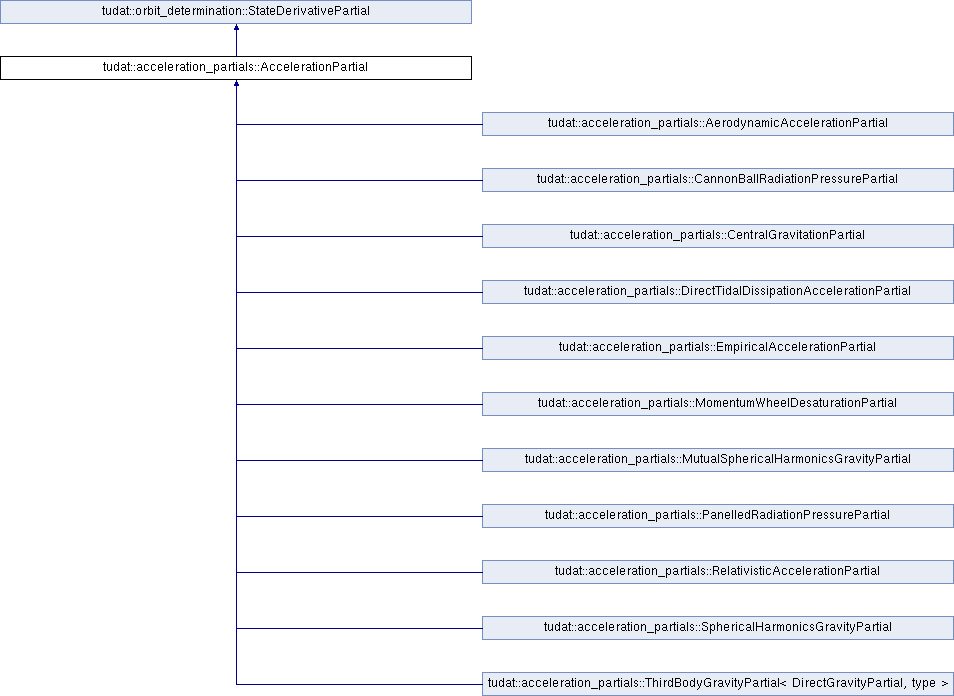 tudat::orbit_determination::StateDerivativePartial
tudat::acceleration_partials::AccelerationPartial
tudat::acceleration_partials::AerodynamicAccelerationPartial
tudat::acceleration_partials::CannonBallRadiationPressurePartial
tudat::acceleration_partials::CentralGravitationPartial
tudat::acceleration_partials::DirectTidalDissipationAccelerationPartial
tudat::acceleration_partials::EmpiricalAccelerationPartial
tudat::acceleration_partials::MomentumWheelDesaturationPartial
tudat::acceleration_partials::MutualSphericalHarmonicsGravityPartial
tudat::acceleration_partials::PanelledRadiationPressurePartial
tudat::acceleration_partials::RelativisticAccelerationPartial
tudat::acceleration_partials::SphericalHarmonicsGravityPartial
tudat::acceleration_partials::ThirdBodyGravityPartial< DirectGravityPartial, type >